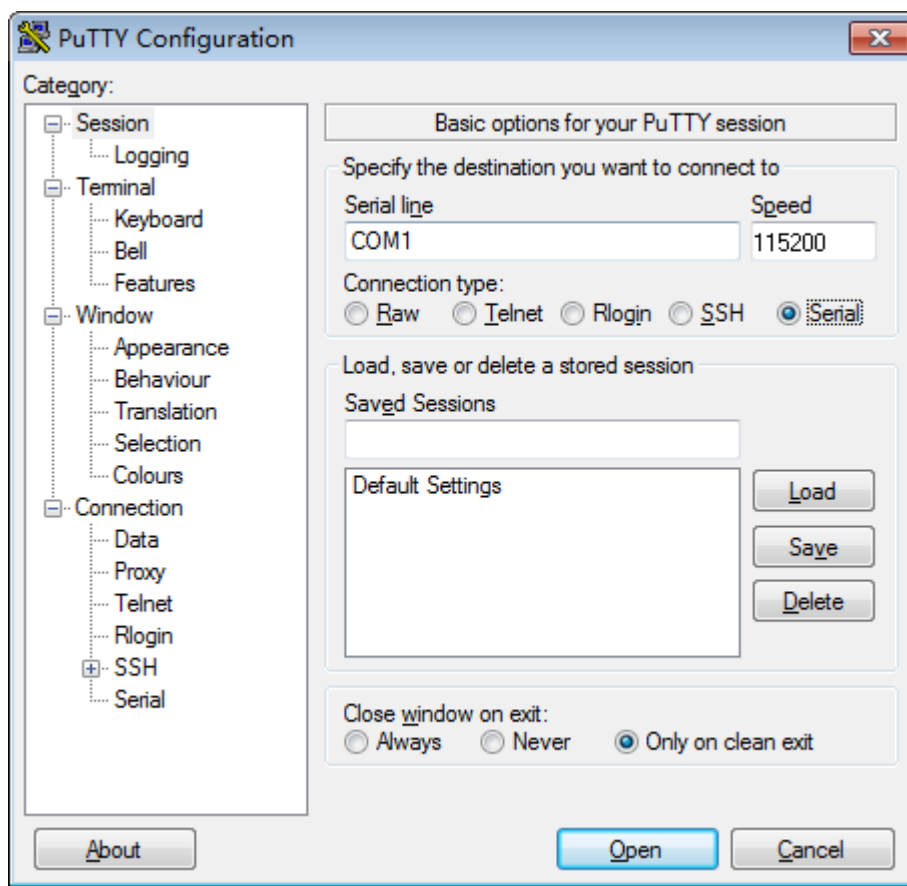 PuTTY Configuration
Category:
Session
Logging
Terminal
Keyboard
Bell
Features
Window
Appearance
Behaviour
Translation
Selection
Colours
Connection
Data
Proxy
Telnet
Rlogin
SSH
Serial
Basic options for your PuTTY session
Specify the destination you want to connect to
Serial line Speed
COM1 115200
Connection type:
Raw Telnet Rlogin SSH Serial
Load, save or delete a stored session
Saved Sessions
Default Settings
Load
Save
Delete
Close window on exit:
Always Never Only on clean exit
About Open Cancel